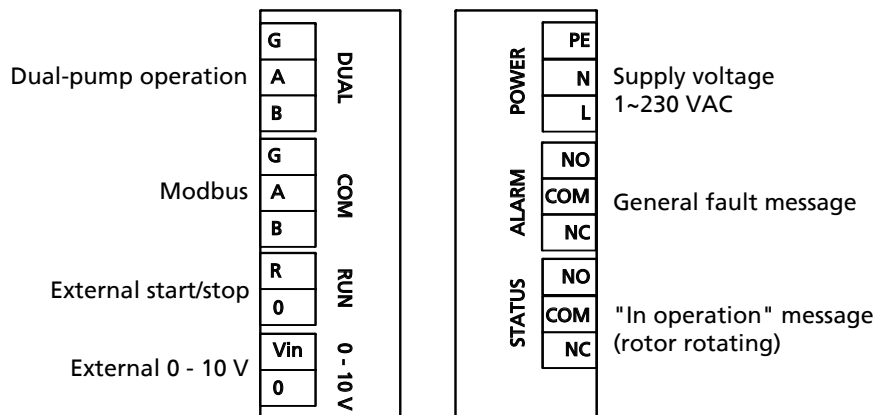 Dual-pump operation
G
A
B
DUAL
Modbus
G
A
B
COM
External start/stop
R
0
RUN
External 0 - 10 V
Vin
0
0 - 10 V
POWER
PE
N
L
Supply voltage
1~230 VAC
ALARM
NO
COM
NC
General fault message
STATUS
NO
COM
NC
"In operation" message
(rotor rotating)